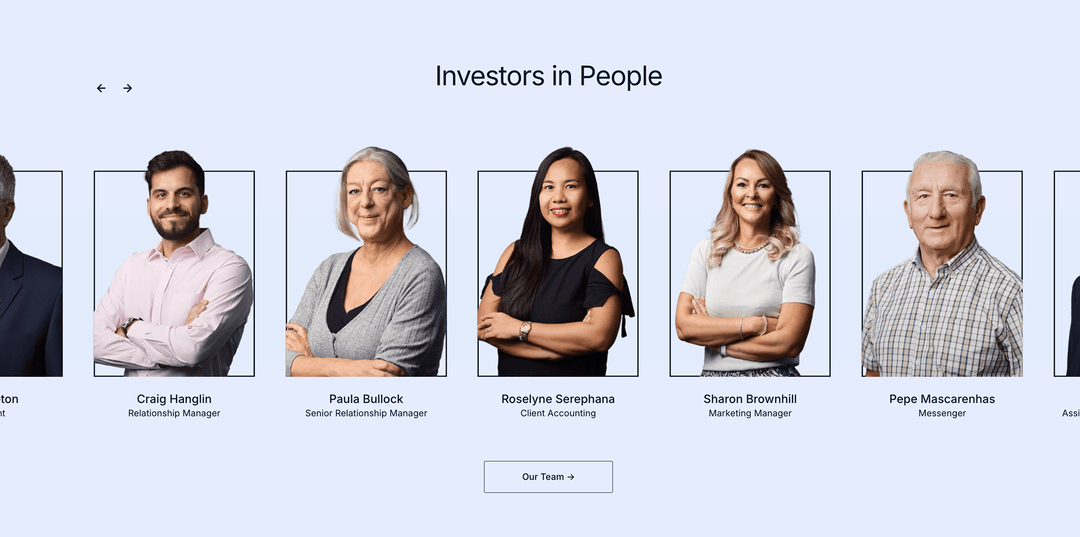 ← →
Investors in People
ton
Craig Hanglin
Paula Bullock
Roselyne Serephana
Sharon Brownhill
Pepe Mascarenhas
nt
Relationship Manager
Senior Relationship Manager
Client Accounting
Marketing Manager
Messenger
Assi
Our Team →